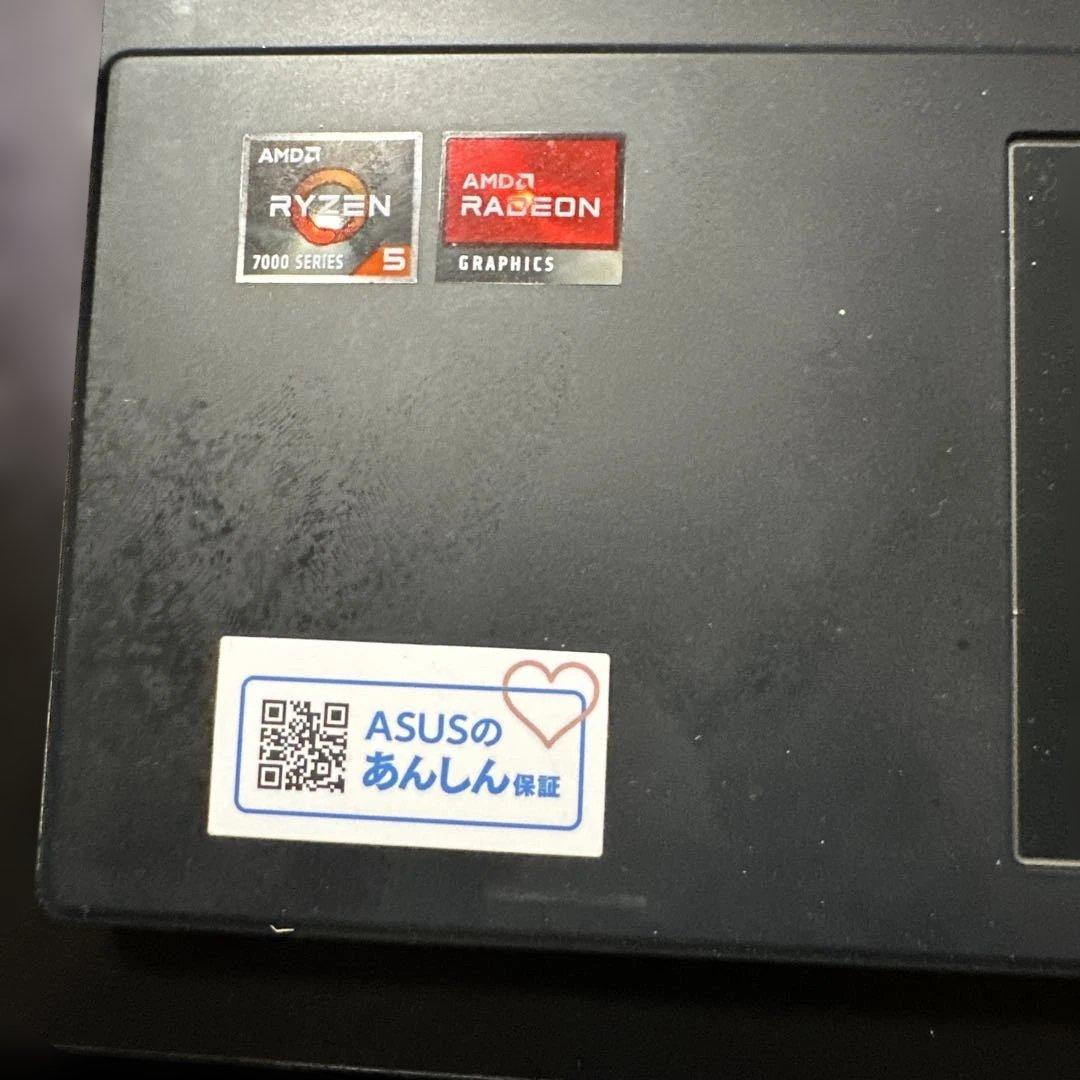 AMD
RYZEN
7000 SERIES 5
AMD
RADEON
GRAPHICS
ASUSの
あんしん保証